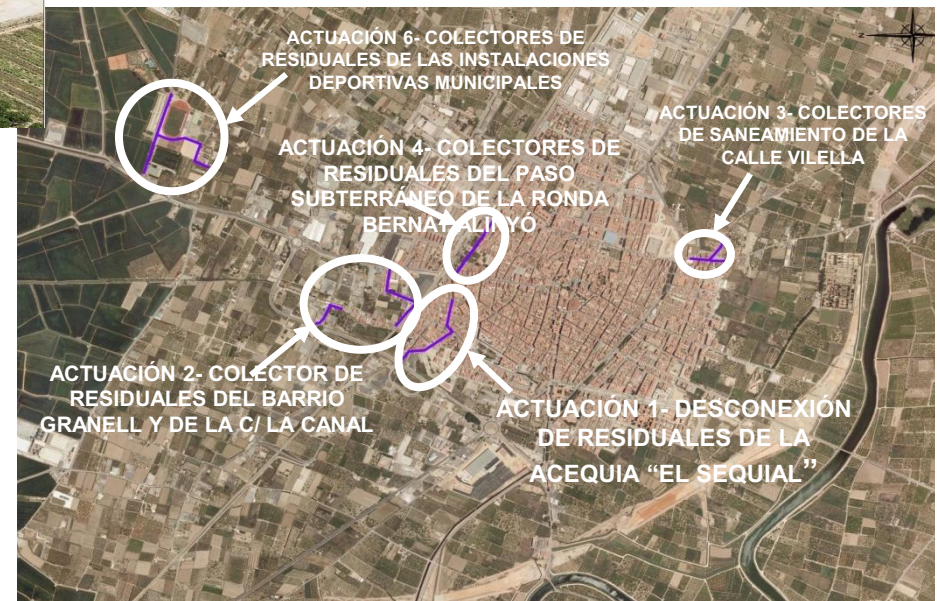 ACTUACIÓN 6- COLECTORES DE
RESIDUALES DE LAS INSTALACIONES
DEPORTIVAS MUNICIPALES
ACTUACIÓN 3- COLECTORES
DE SANEAMIENTO DE LA
CALLE VILELLA
ACTUACIÓN 4- COLECTORES DE
RESIDUALES DEL PASO
SUBTERRÁNEO DE LA RONDA
BERNAT ALIÑYÓ
ACTUACIÓN 2- COLECTOR DE
RESIDUALES DEL BARRIO
GRANELL Y DE LA C/ LA CANAL
ACTUACIÓN 1- DESCONEXIÓN
DE RESIDUALES DE LA
ACEQUIA “EL SEQUIAL”